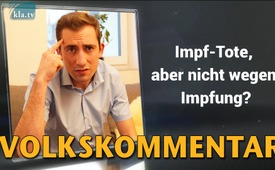 kla.tv
Impf-Tote,
aber nicht wegen
Impfung?
VOLKSKOMMENTAR